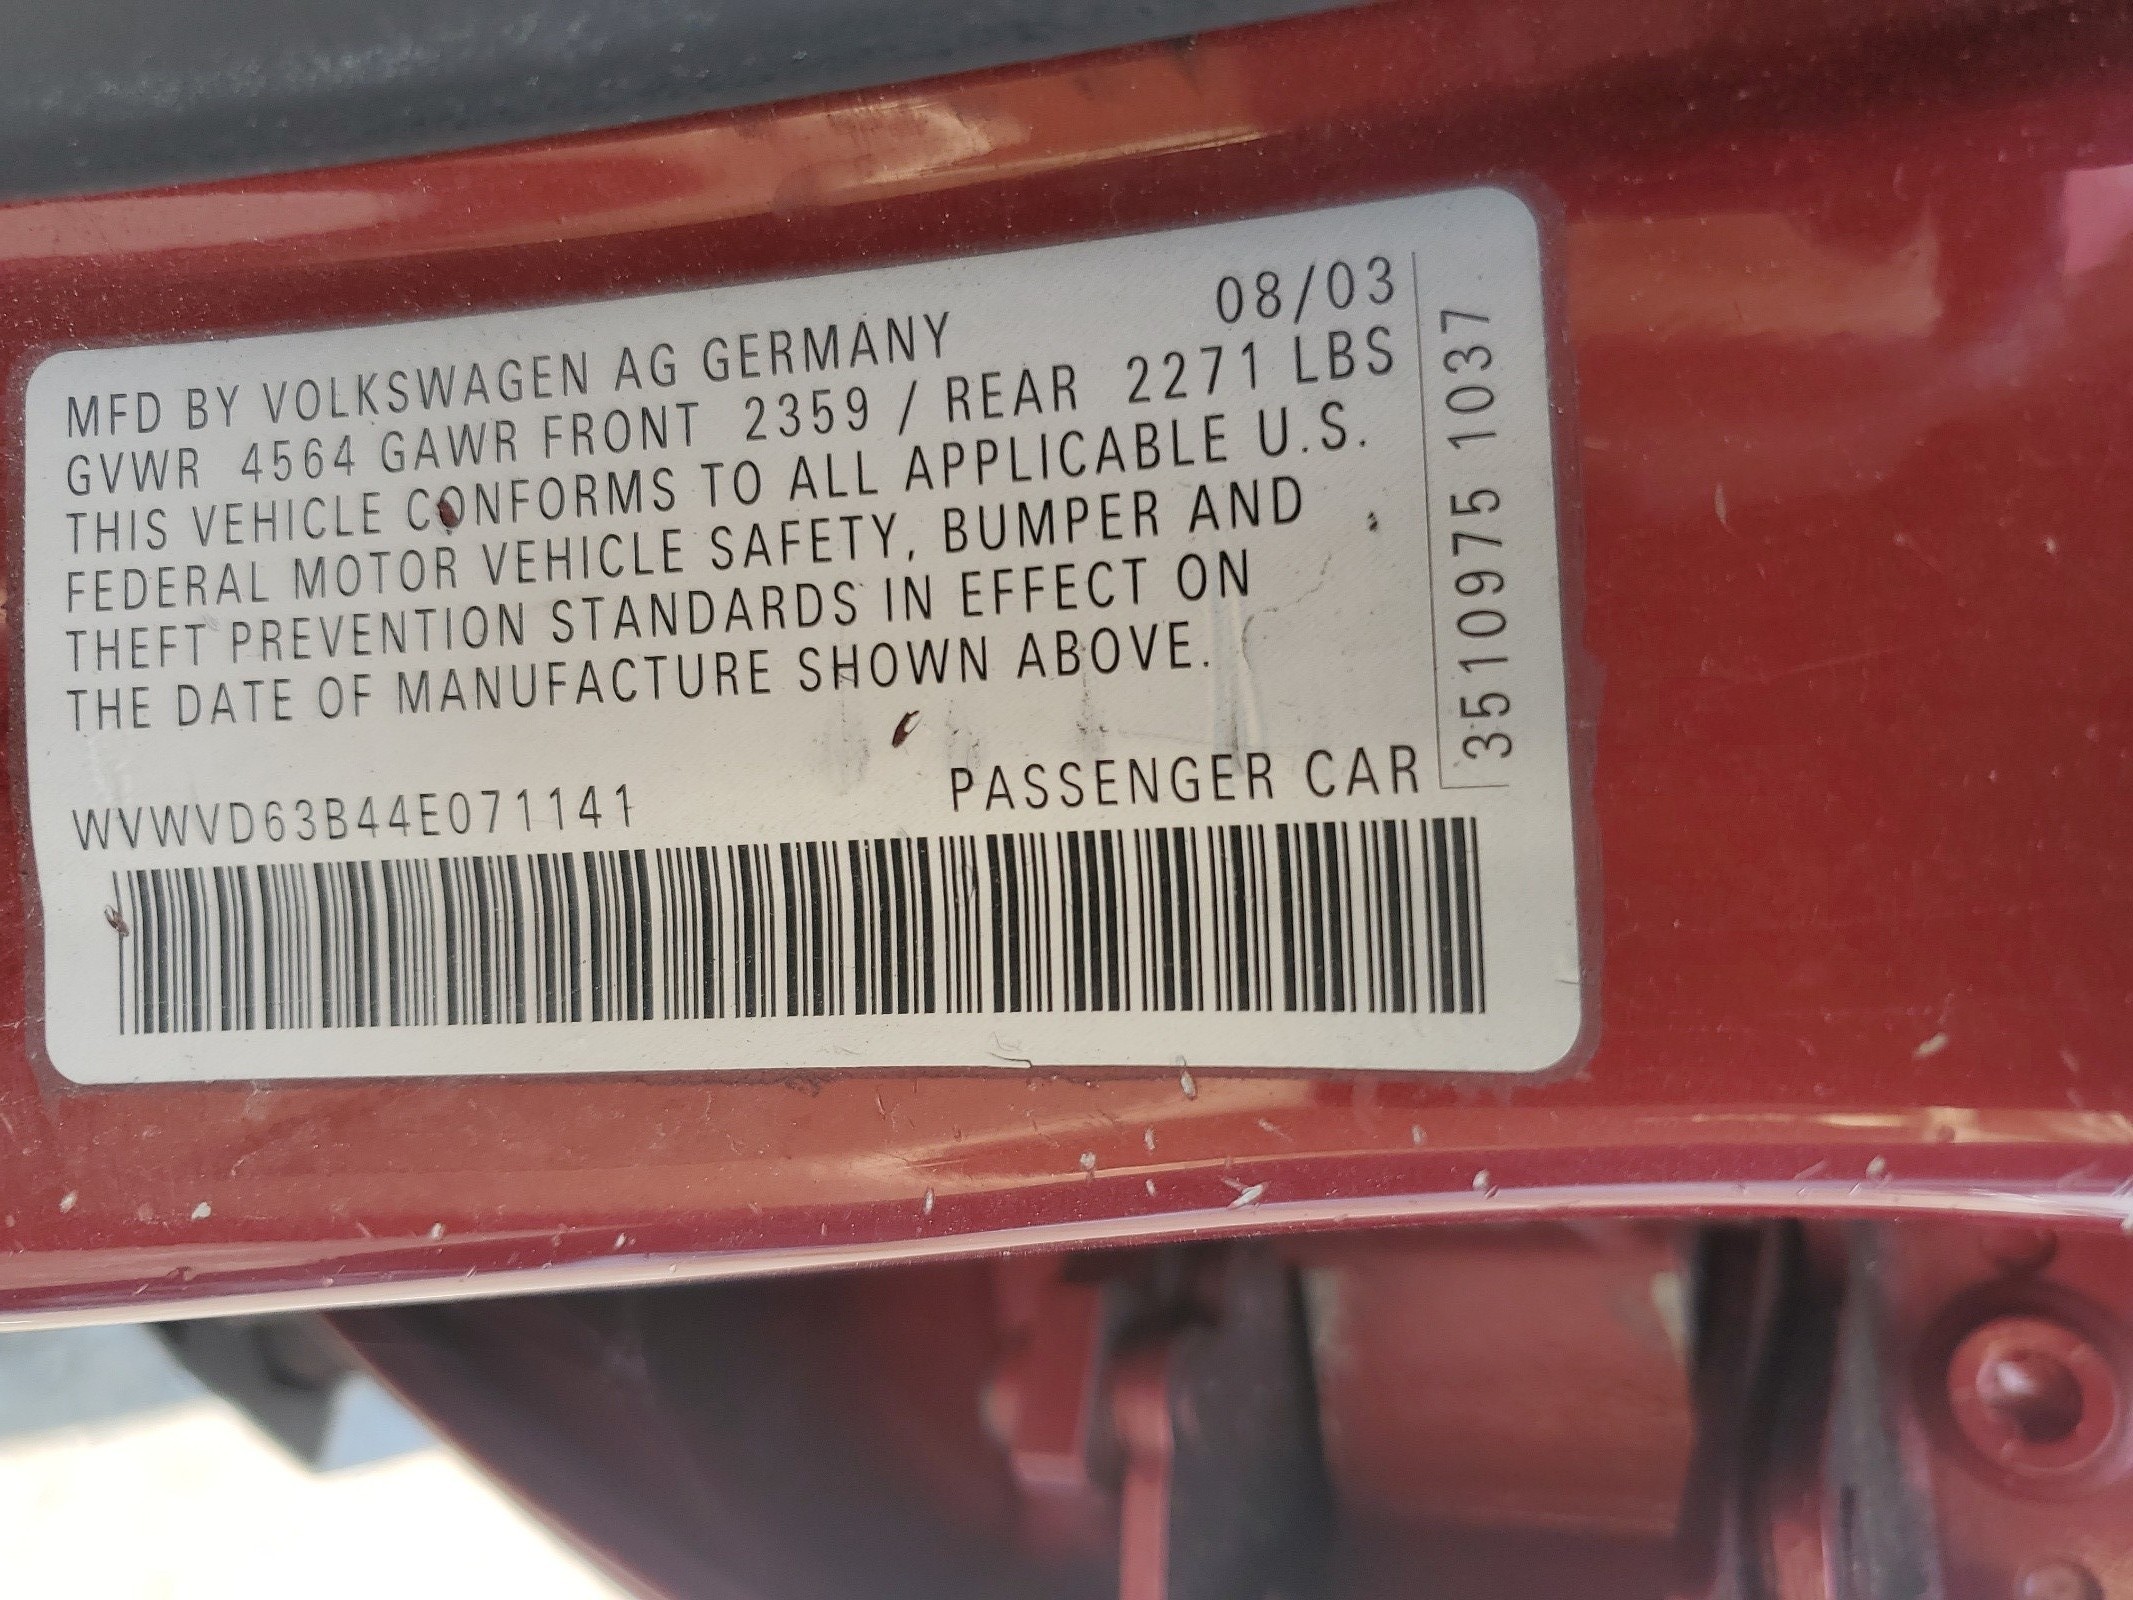 MFD BY VOLKSWAGEN AG GERMANY 08/03
GVWR 4564 GAWR FRONT 2359 / REAR 2271 LBS
THIS VEHICLE CONFORMS TO ALL APPLICABLE U.S.
FEDERAL MOTOR VEHICLE SAFETY, BUMPER AND
THEFT PREVENTION STANDARDS IN EFFECT ON
THE DATE OF MANUFACTURE SHOWN ABOVE.
WVWVD63B44E071141 PASSENGER CAR
3510975 1037